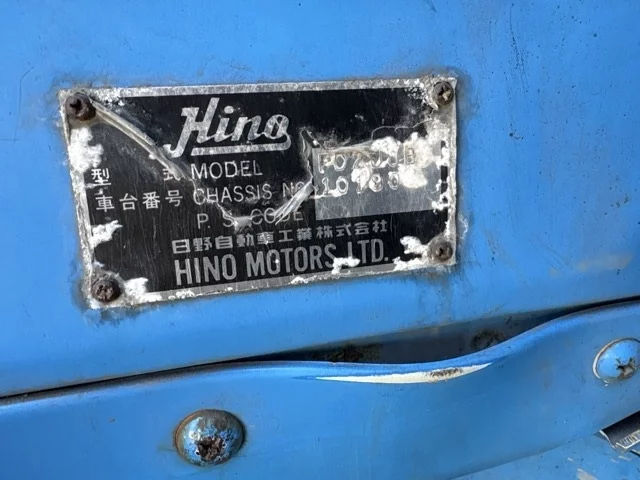 Hino
型 式 MODEL
車台番号 CHASSIS NO
P. S. CODE
日野自動車工業株式会社
HINO MOTORS, LTD.